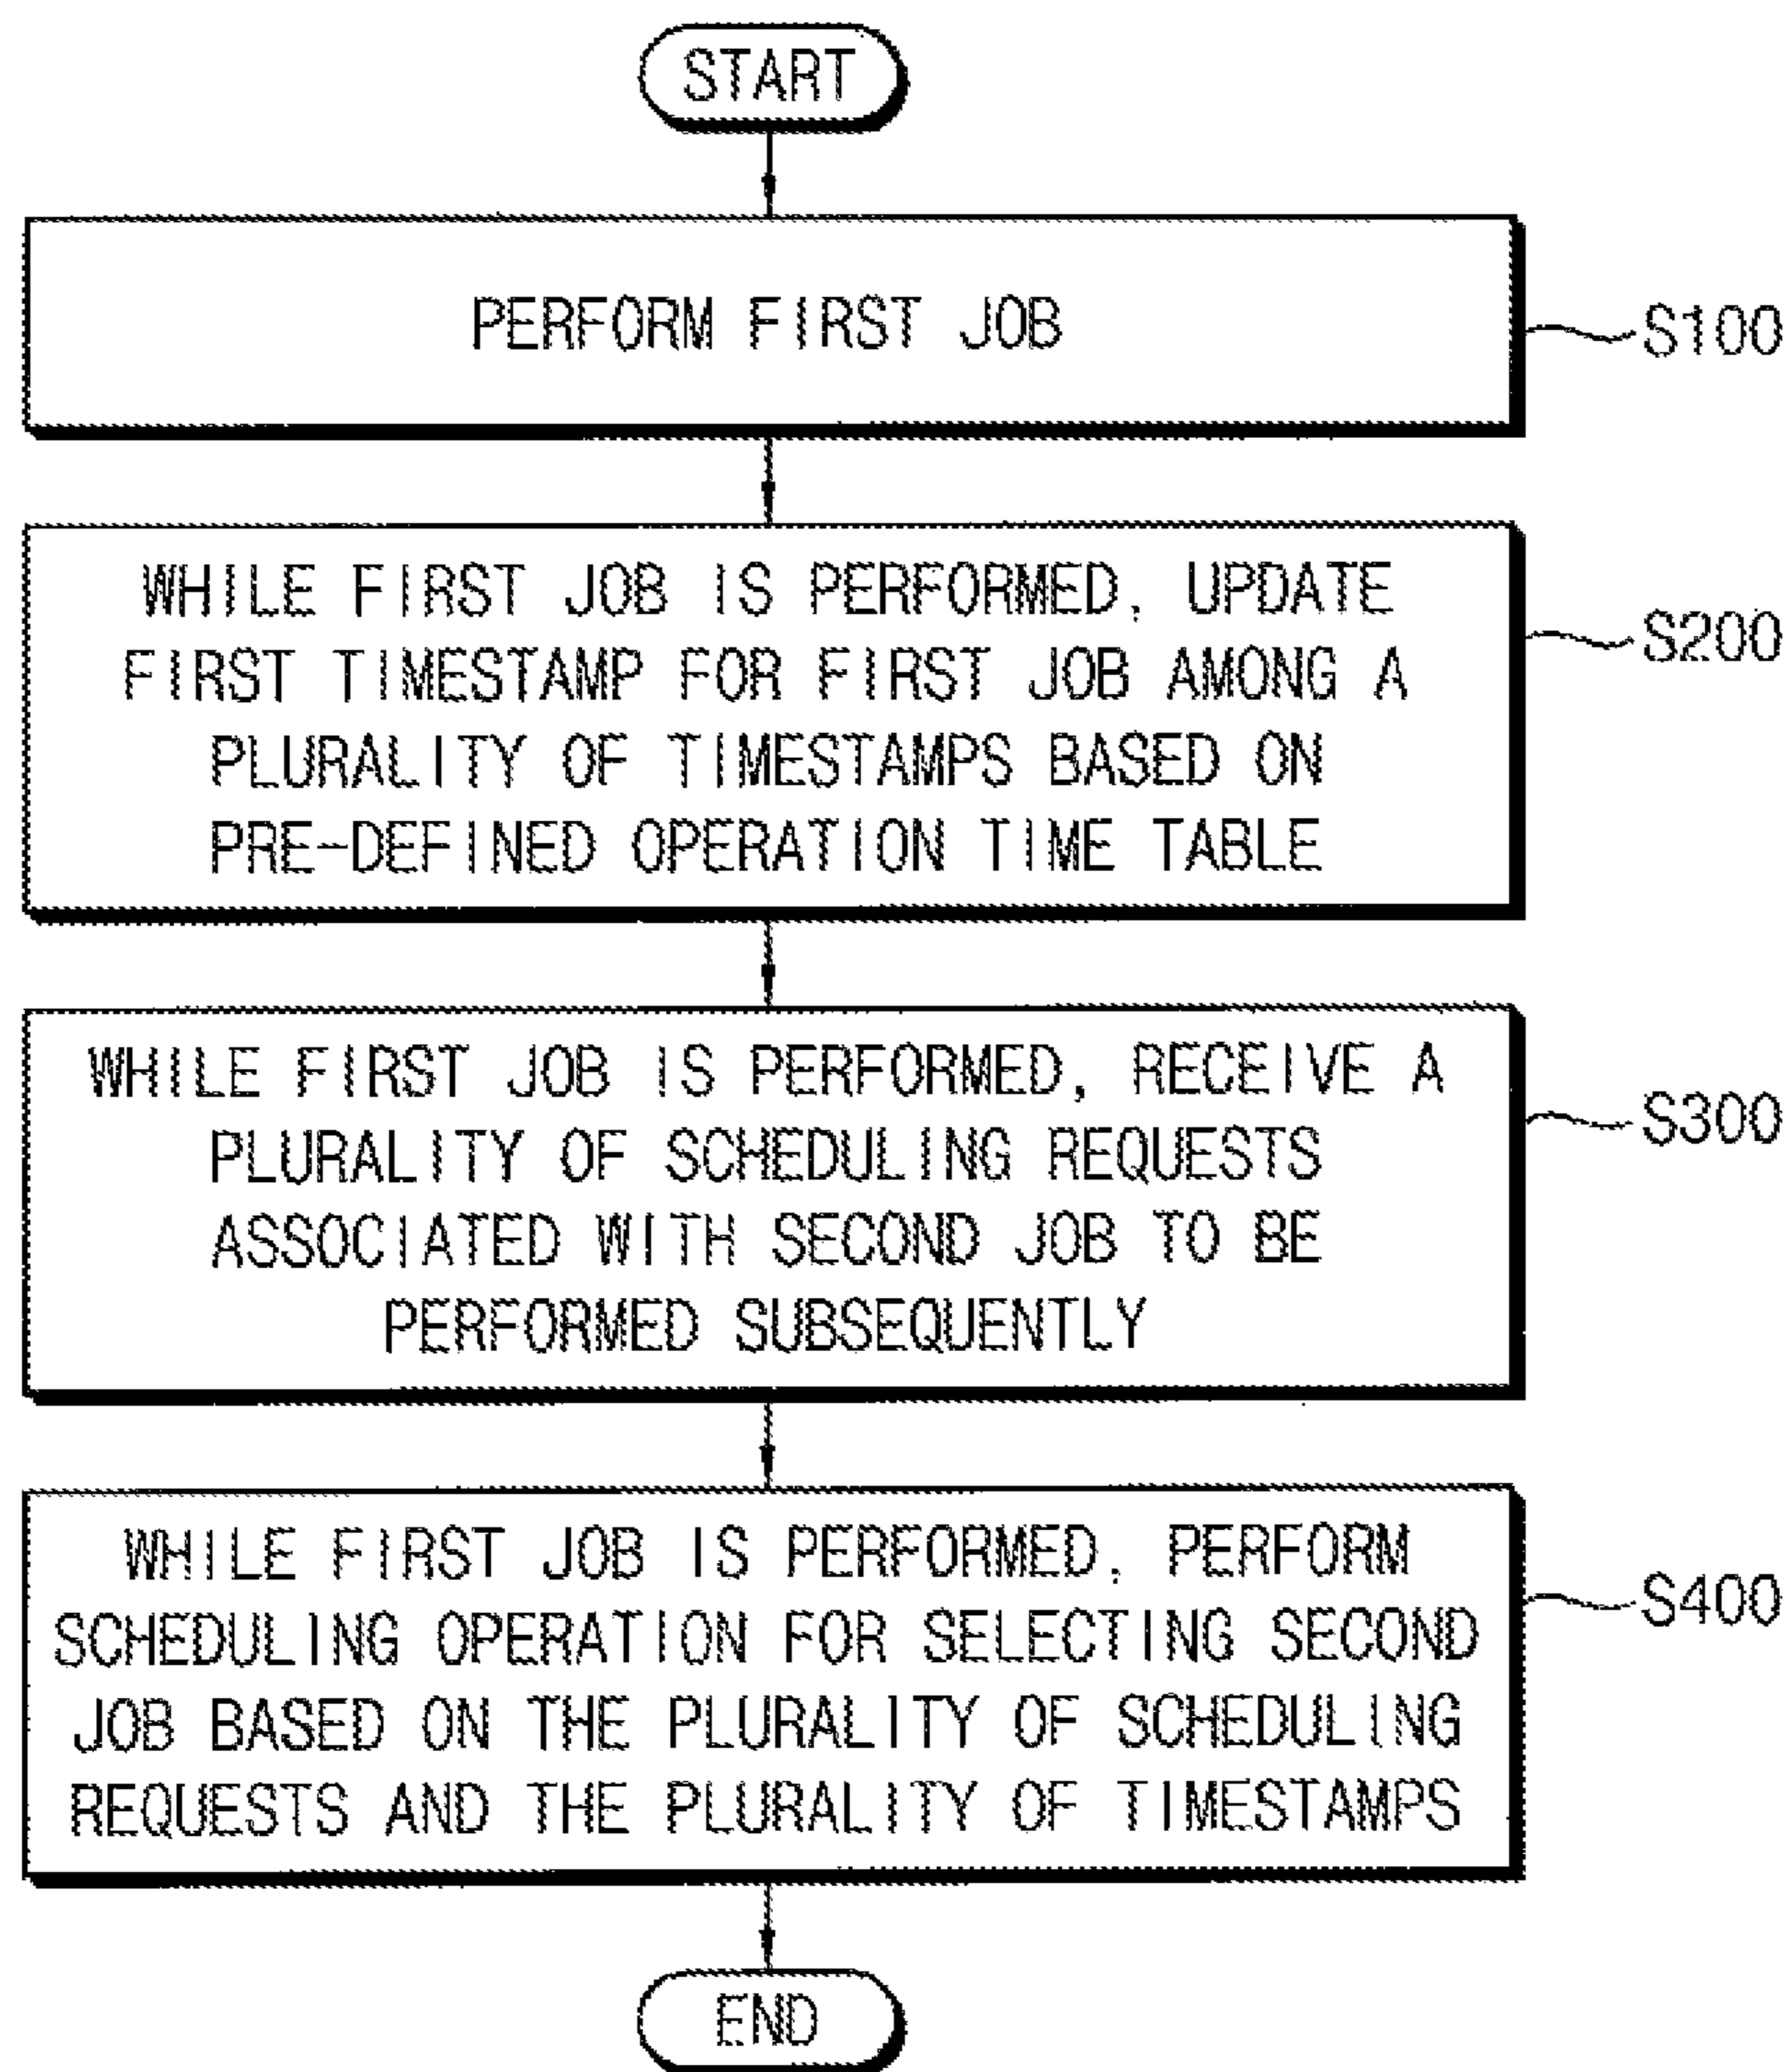 START
PERFORM FIRST JOB
S100
WHILE FIRST JOB IS PERFORMED, UPDATE
FIRST TIMESTAMP FOR FIRST JOB AMONG A
PLURALITY OF TIMESTAMPS BASED ON
PRE-DEFINED OPERATION TIME TABLE
S200
WHILE FIRST JOB IS PERFORMED, RECEIVE A
PLURALITY OF SCHEDULING REQUESTS
ASSOCIATED WITH SECOND JOB TO BE
PERFORMED SUBSEQUENTLY
S300
WHILE FIRST JOB IS PERFORMED, PERFORM
SCHEDULING OPERATION FOR SELECTING SECOND
JOB BASED ON THE PLURALITY OF SCHEDULING
REQUESTS AND THE PLURALITY OF TIMESTAMPS
S400
END